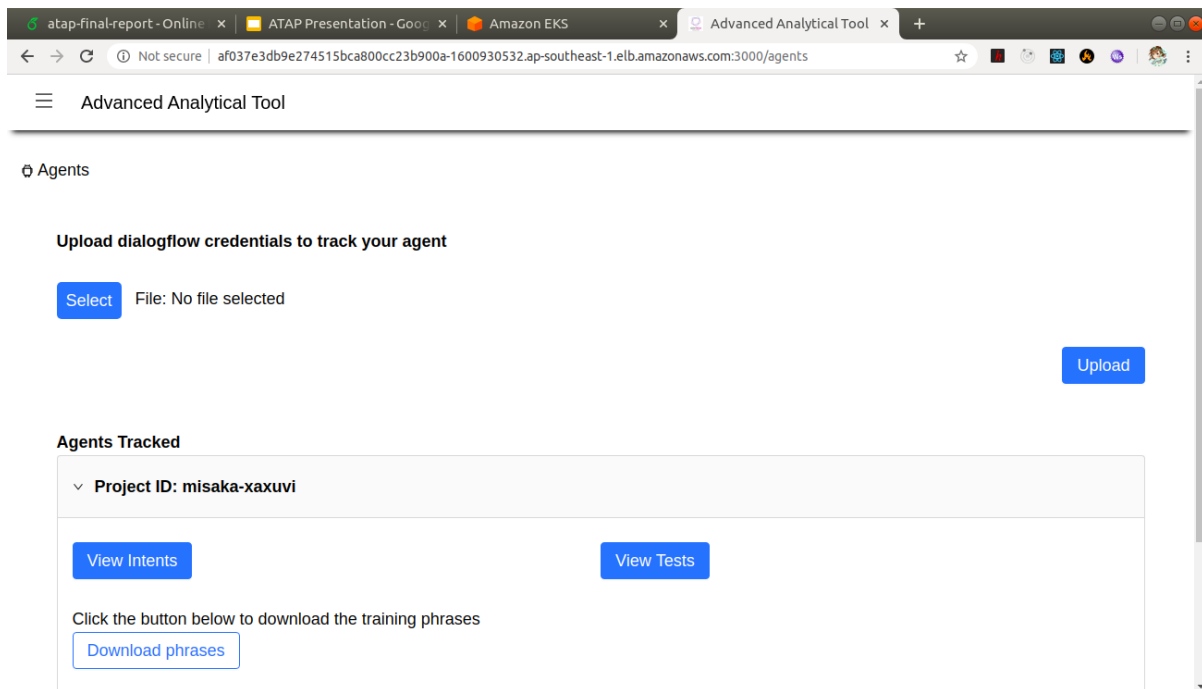 atap-final-report - Online
ATAP Presentation - Goog
Amazon EKS
Advanced Analytical Tool
Not secure
af037e3db9e274515bca800cc23b900a-1600930532.ap-southeast-1.elb.amazonaws.com:3000/agents
Advanced Analytical Tool
Agents
Upload dialogflow credentials to track your agent
Select File: No file selected
Upload
Agents Tracked
Project ID: misaka-xaxuvi
View Intents View Tests
Click the button below to download the training phrases
Download phrases